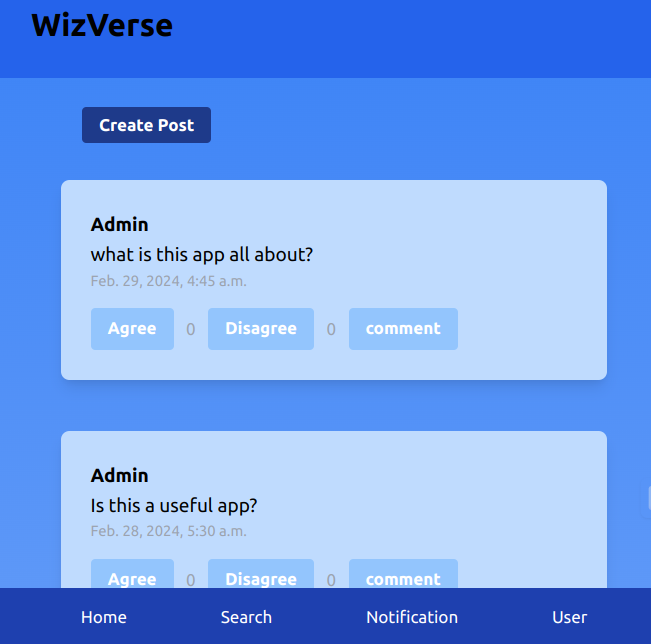 WizVerse
Create Post
Admin
what is this app all about?
Feb. 29, 2024, 4:45 a.m.
Agree 0 Disagree 0 comment
Admin
Is this a useful app?
Feb. 28, 2024, 5:30 a.m.
Agree 0 Disagree 0 comment
Home Search Notification User